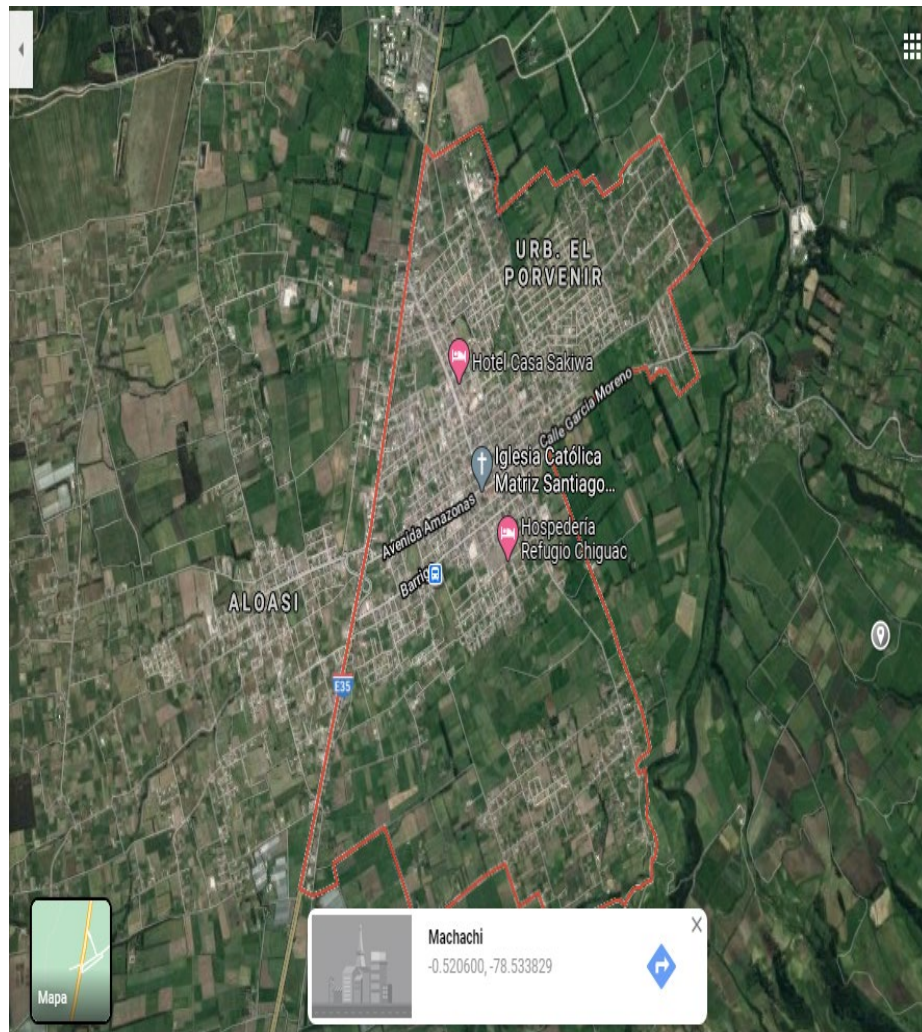 URB. EL
PORVENIR
Hotel Casa Sakiwa
Calle García Moreno
Iglesia Católica
Matriz Santiago...
Avenida Amazonas
Hospedería
Refugio Chiguac
Barrio
ALOASI
E35
Machachi
-0.520600, -78.533829
Mapa